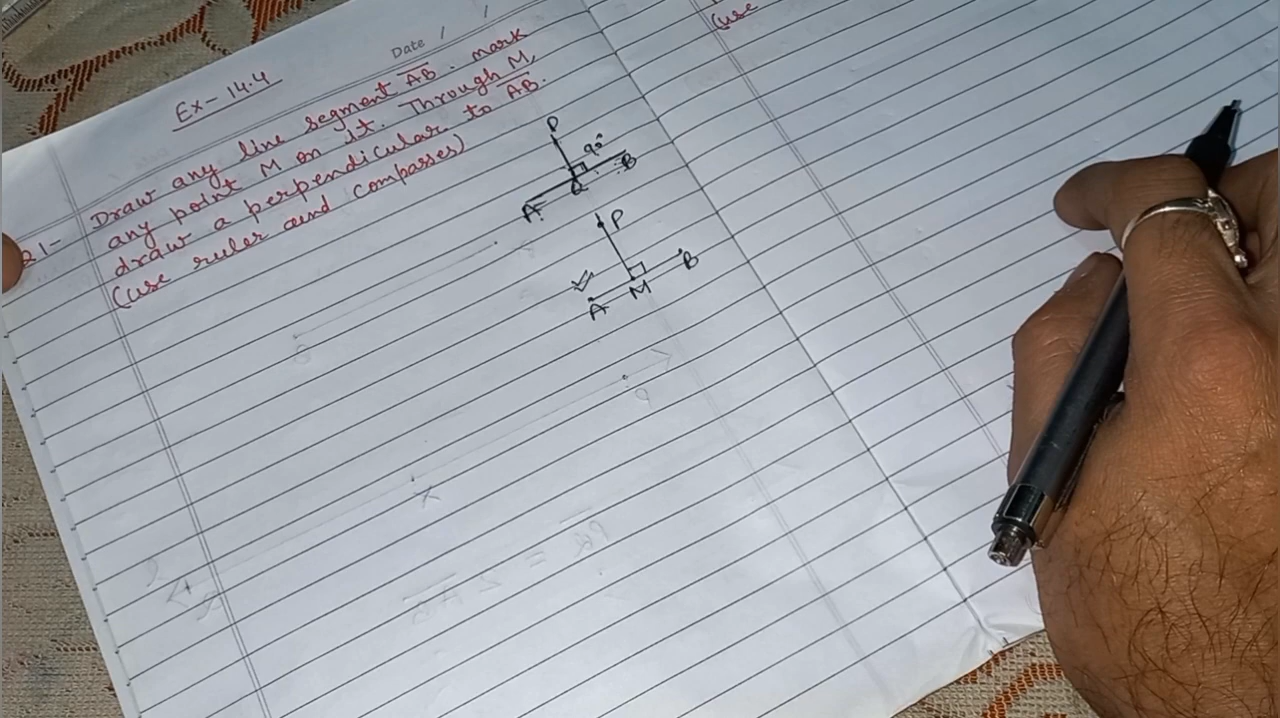 Date / /
Ex-14.4
Q1- Draw any line segment AB. mark
any point M on it. Through M,
draw a perpendicular to AB.
(use ruler and compasses)
P
90°
A Q B
P
A M B
(use